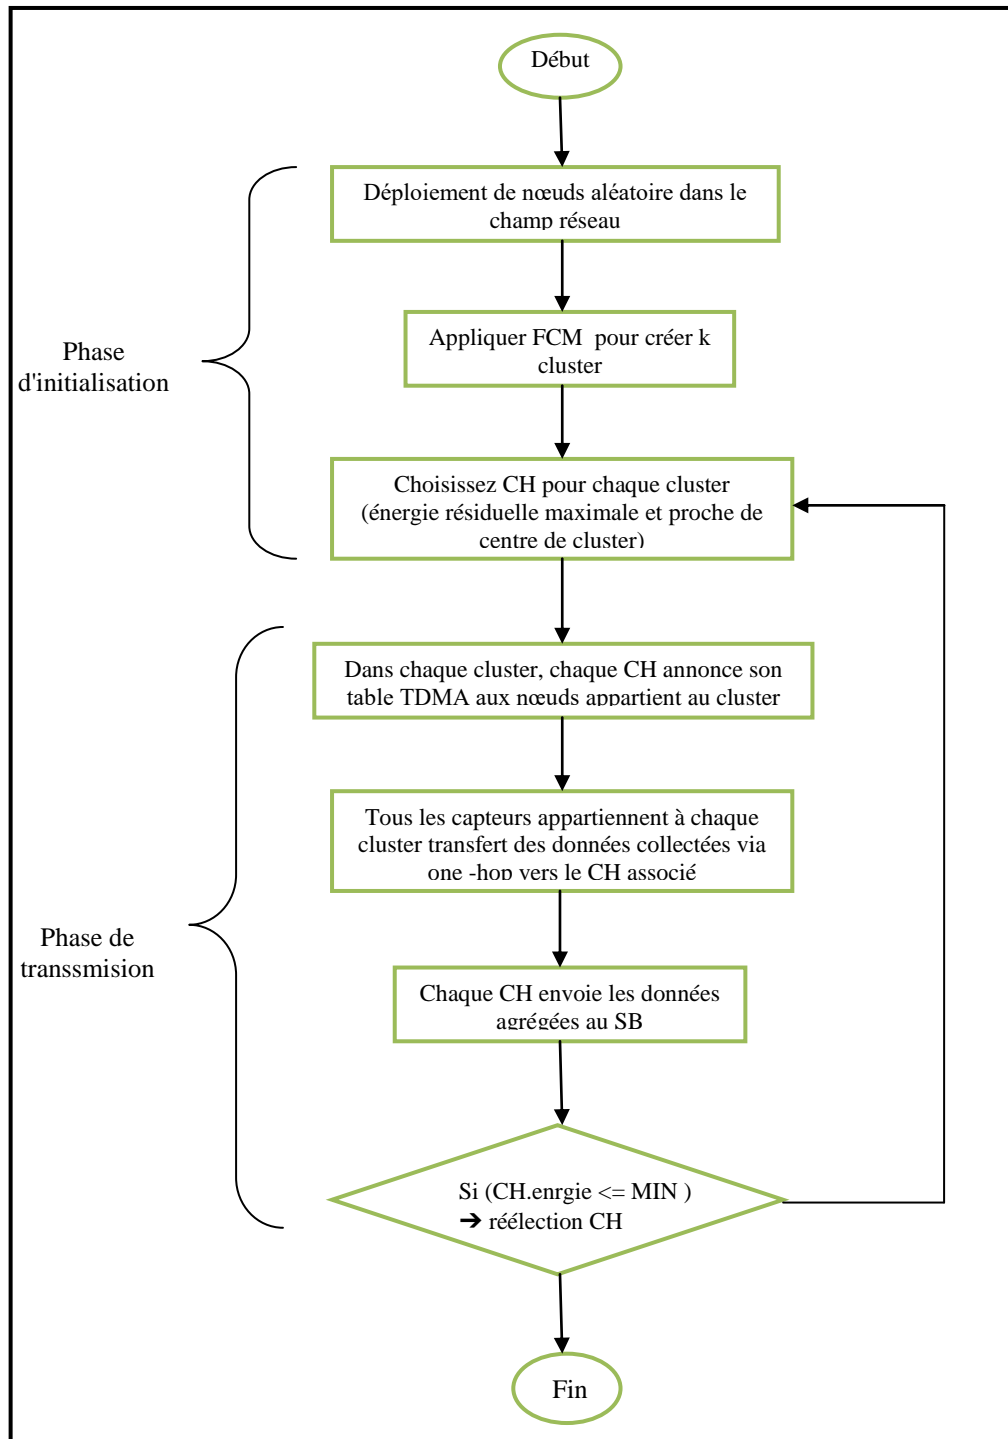 Début
Déploiement de nœuds aléatoire dans le
champ réseau
Appliquer FCM pour créer k
cluster
Phase
d'initialisation
Choisissez CH pour chaque cluster
(énergie résiduelle maximale et proche de
centre de cluster)
Dans chaque cluster, chaque CH annonce son
table TDMA aux nœuds appartient au cluster
Tous les capteurs appartiennent à chaque
cluster transfert des données collectées via
one -hop vers le CH associé
Phase de
transsmision
Chaque CH envoie les données
agrégées au SB
Si (CH.enrgie <= MIN )
➔ réélection CH
Fin